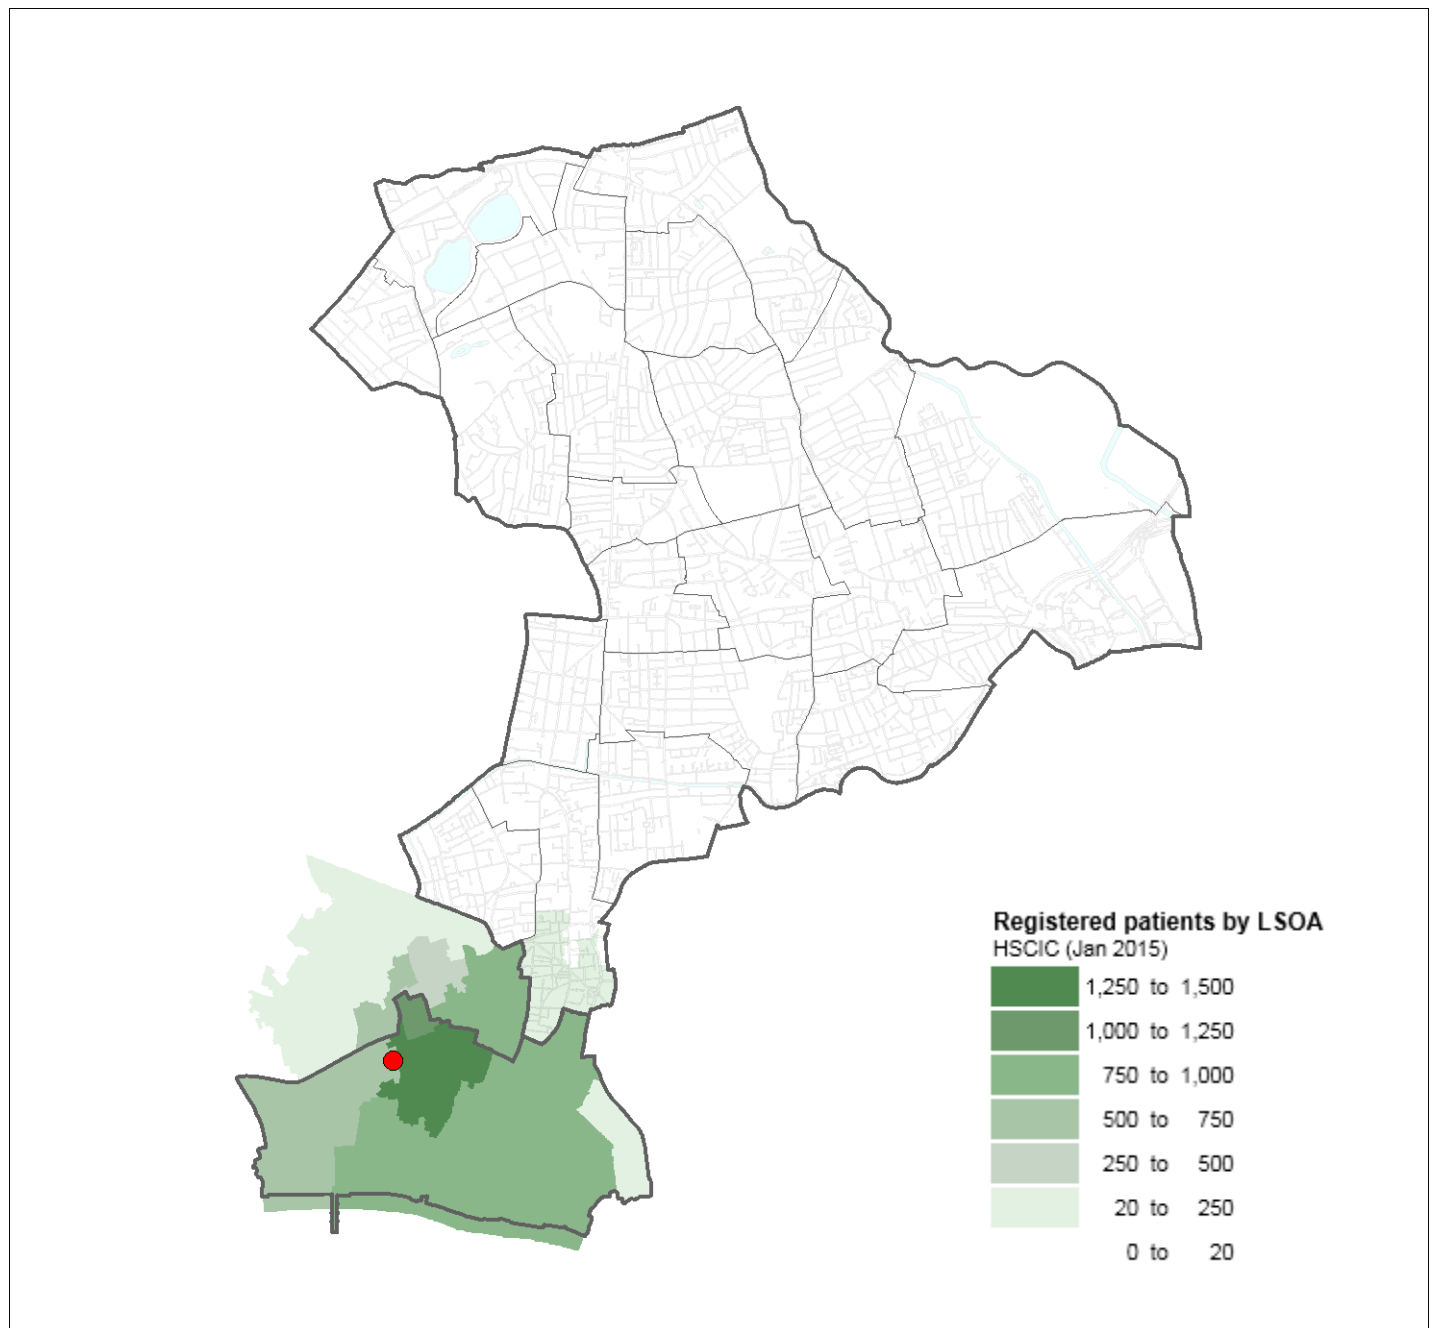 Registered patients by LSOA
HSCIC (Jan 2015)
1,250 to 1,500
1,000 to 1,250
750 to 1,000
500 to 750
250 to 500
20 to 250
0 to 20